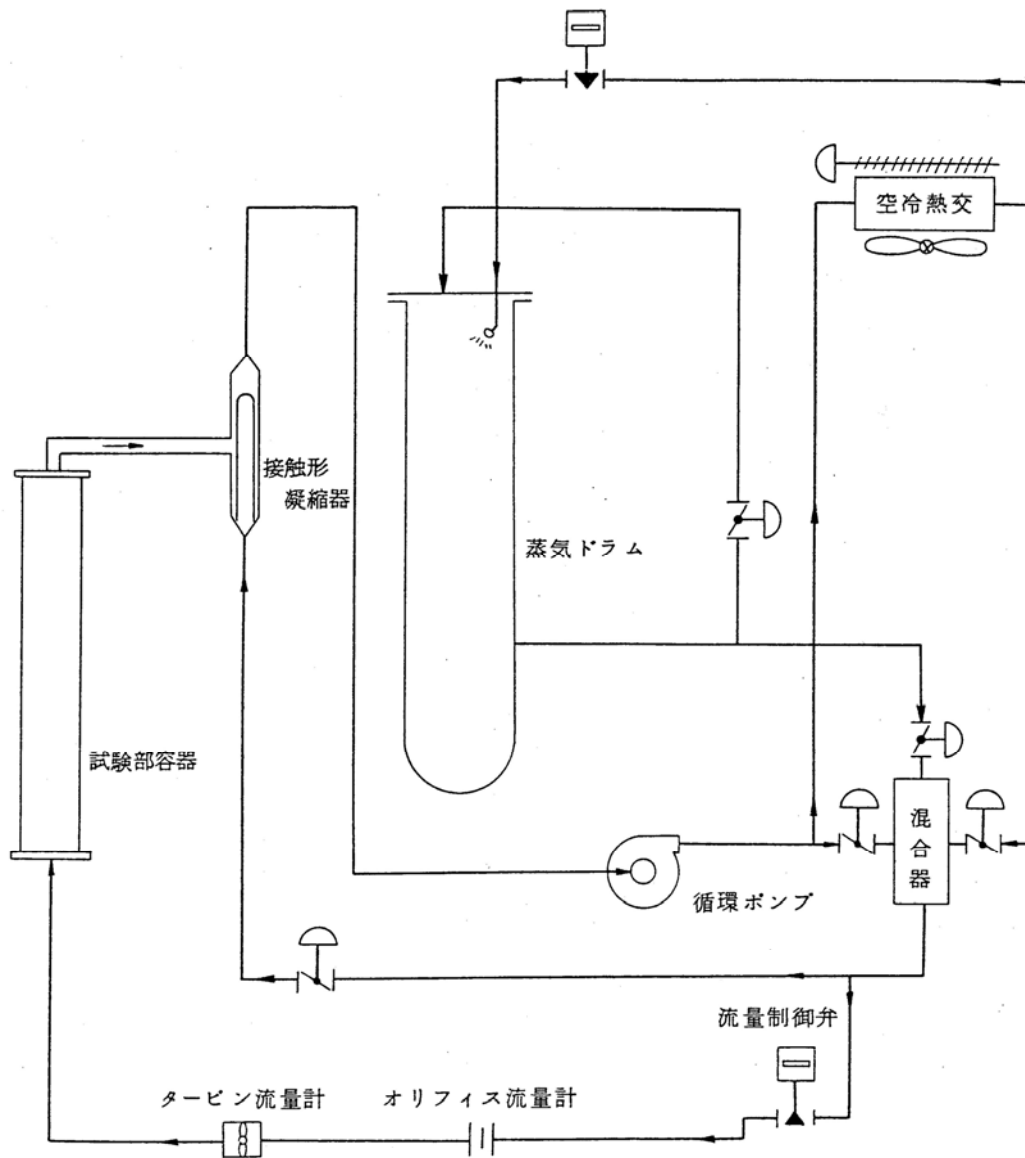 空冷熱交
接触形
凝縮器
蒸気ドラム
試験部容器
混
合
器
循環ポンプ
流量制御弁
タービン流量計
オリフィス流量計